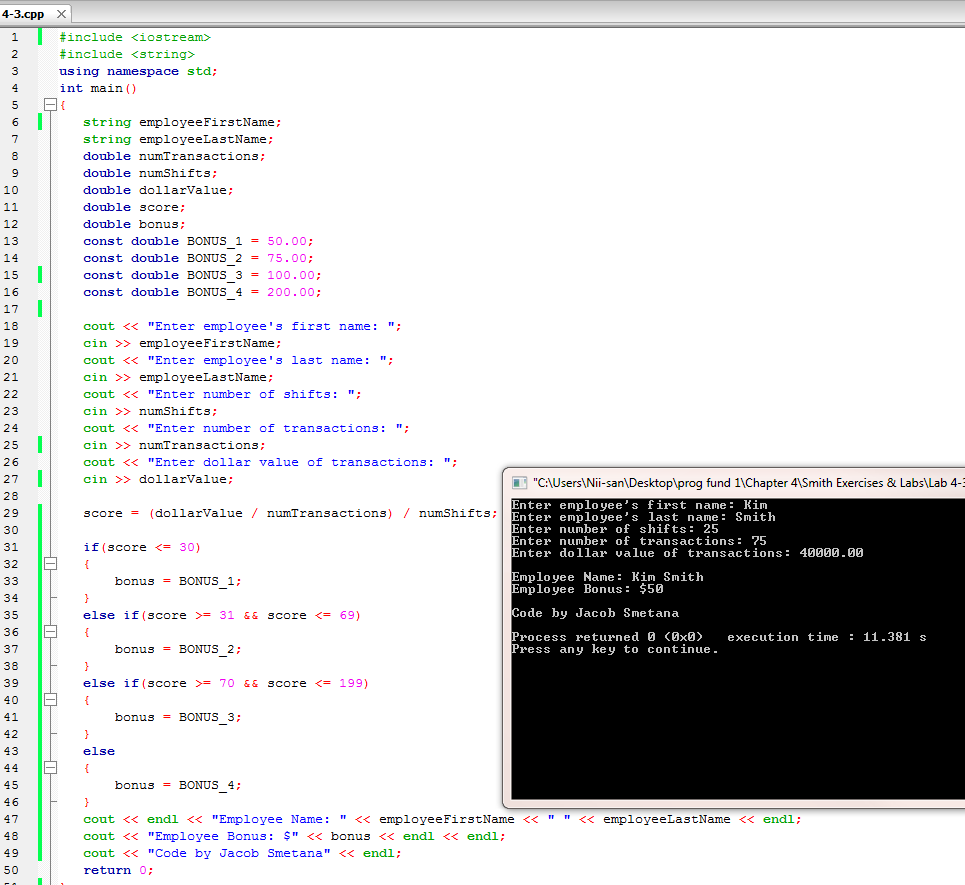 4-3.cpp
1 #include <iostream>
2 #include <string>
3 using namespace std;
4 int main()
5 {
6 string employeeFirstName;
7 string employeeLastName;
8 double numTransactions;
9 double numShifts;
10 double dollarValue;
11 double score;
12 double bonus;
13 const double BONUS_1 = 50.00;
14 const double BONUS_2 = 75.00;
15 const double BONUS_3 = 100.00;
16 const double BONUS_4 = 200.00;
17
18 cout << "Enter employee's first name: ";
19 cin >> employeeFirstName;
20 cout << "Enter employee's last name: ";
21 cin >> employeeLastName;
22 cout << "Enter number of shifts: ";
23 cin >> numShifts;
24 cout << "Enter number of transactions: ";
25 cin >> numTransactions;
26 cout << "Enter dollar value of transactions: ";
27 cin >> dollarValue;
28
29 score = (dollarValue / numTransactions) / numShifts;
30
31 if(score <= 30)
32 {
33 bonus = BONUS_1;
34 }
35 else if(score >= 31 && score <= 69)
36 {
37 bonus = BONUS_2;
38 }
39 else if(score >= 70 && score <= 199)
40 {
41 bonus = BONUS_3;
42 }
43 else
44 {
45 bonus = BONUS_4;
46 }
47 cout << endl << "Employee Name: " << employeeFirstName << " " << employeeLastName << endl;
48 cout << "Employee Bonus: $" << bonus << endl << endl;
49 cout << "Code by Jacob Smetana" << endl;
50 return 0;
"C:\Users\Nii-san\Desktop\prog fund 1\Chapter 4\Smith Exercises & Labs\Lab 4-3
Enter employee's first name: Kim
Enter employee's last name: Smith
Enter number of shifts: 25
Enter number of transactions: 75
Enter dollar value of transactions: 40000.00
Employee Name: Kim Smith
Employee Bonus: $50
Code by Jacob Smetana
Process returned 0 (0x0) execution time : 11.381 s
Press any key to continue.